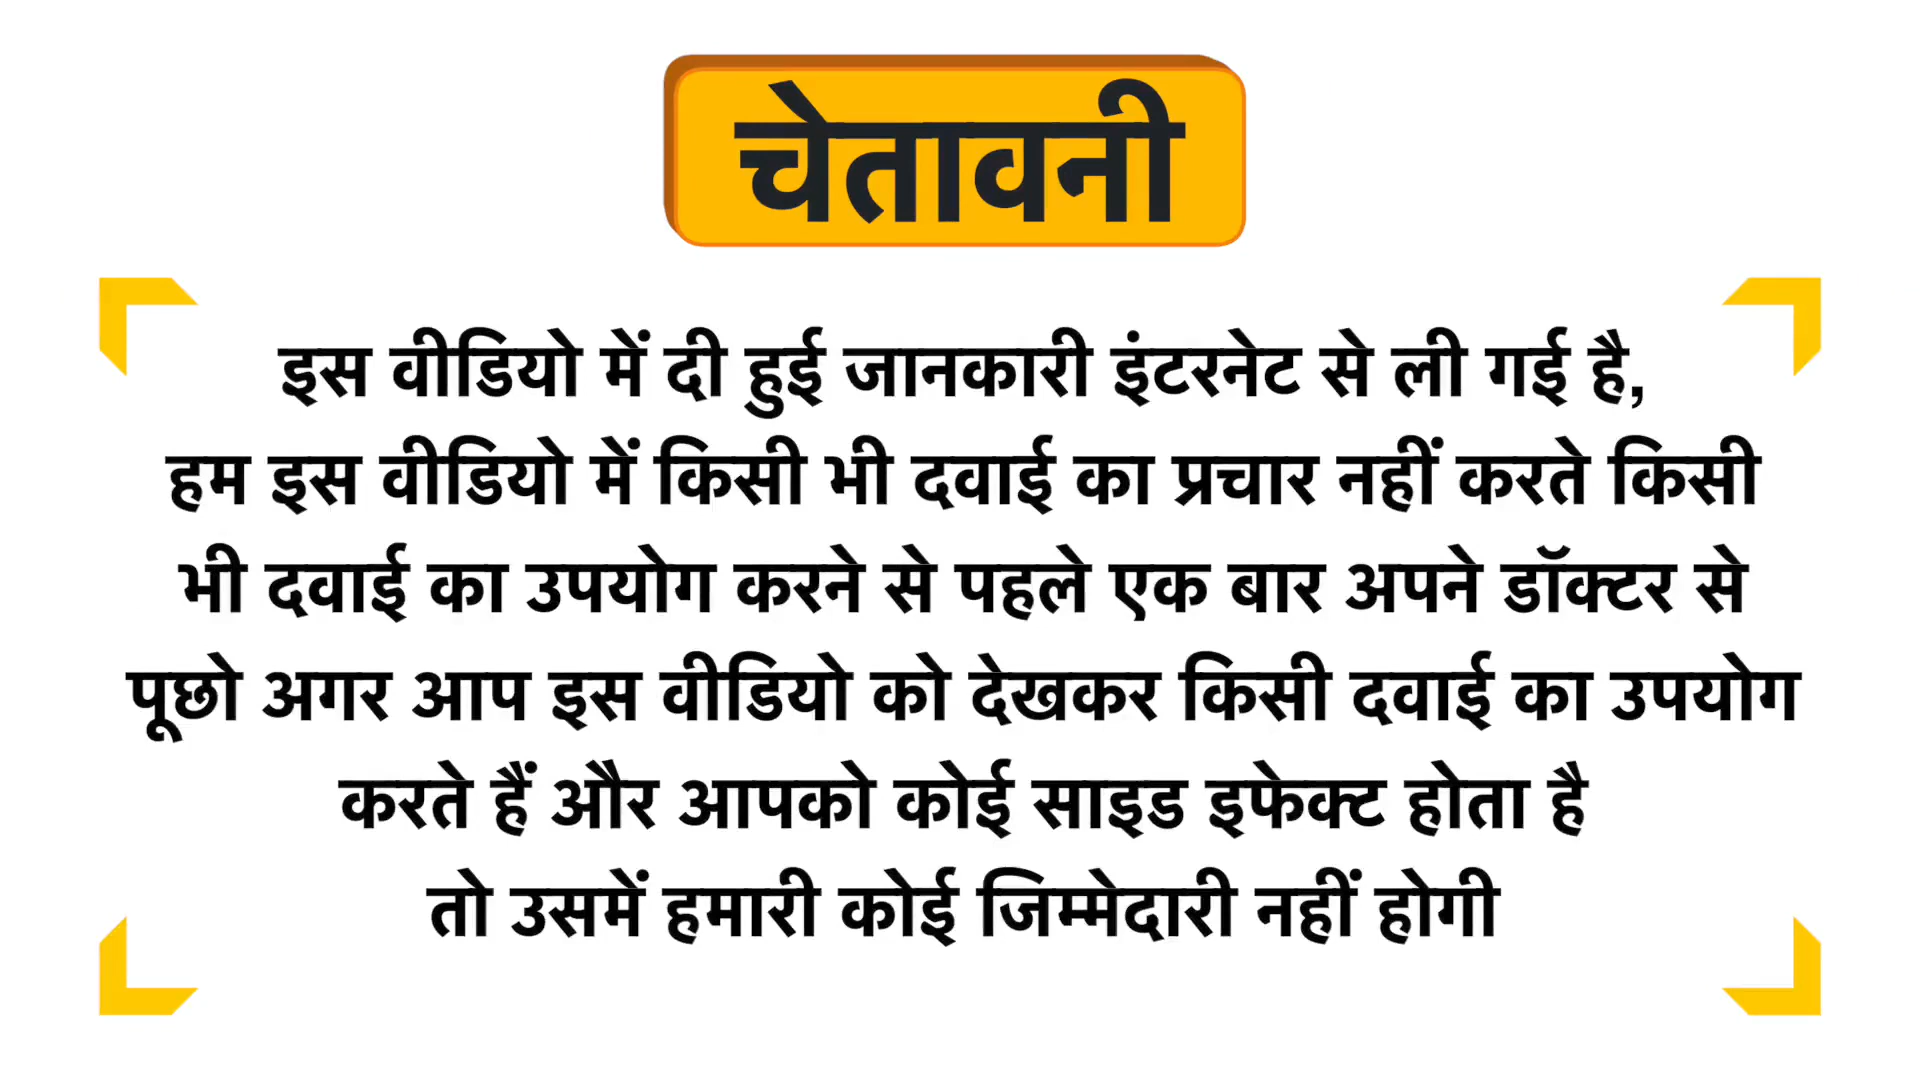 चेतावनी
इस वीडियो में दी हुई जानकारी इंटरनेट से ली गई है,
हम इस वीडियो में किसी भी दवाई का प्रचार नहीं करते किसी
भी दवाई का उपयोग करने से पहले एक बार अपने डॉक्टर से
पूछो अगर आप इस वीडियो को देखकर किसी दवाई का उपयोग
करते हैं और आपको कोई साइड इफेक्ट होता है
तो उसमें हमारी कोई जिम्मेदारी नहीं होगी